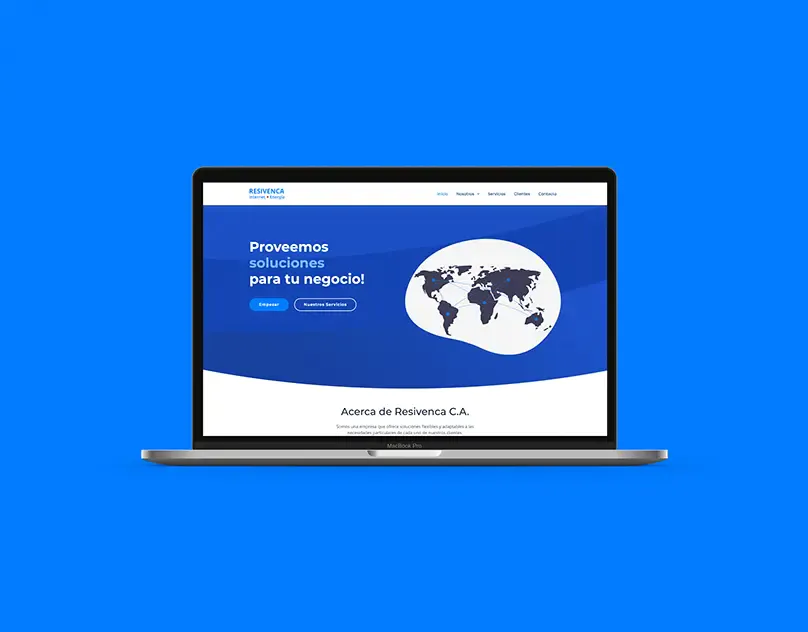 RESIVENCA
Internet • Energía
Inicio Nosotros Servicios Clientes Contacto
Proveemos
soluciones
para tu negocio!
Empezar Nuestros Servicios
Acerca de Resivenca C.A.
Somos una empresa que ofrece soluciones flexibles y adaptables a las
necesidades particulares de cada uno de nuestros clientes.
MacBook Pro